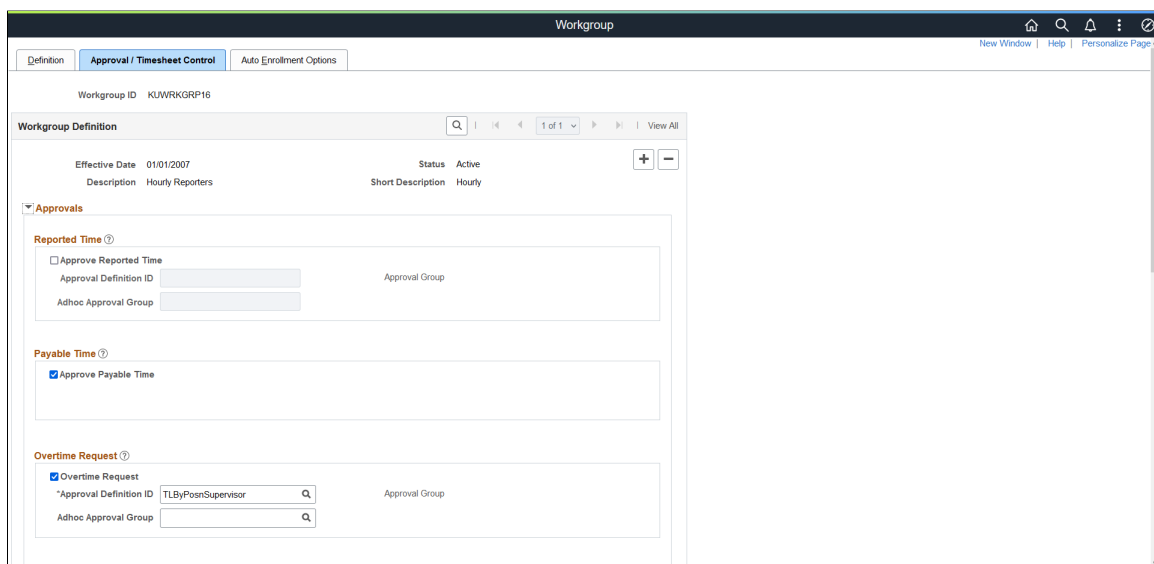 Workgroup
New Window | Help | Personalize Page
Definition
Approval / Timesheet Control
Auto Enrollment Options
Workgroup ID KUWRKGRP16
Workgroup Definition
1 of 1
View All
Effective Date 01/01/2007 Status Active
Description Hourly Reporters Short Description Hourly
Approvals
Reported Time
Approve Reported Time
Approval Definition ID Approval Group
Adhoc Approval Group
Payable Time
Approve Payable Time
Overtime Request
Overtime Request
*Approval Definition ID TLByPosnSupervisor Approval Group
Adhoc Approval Group